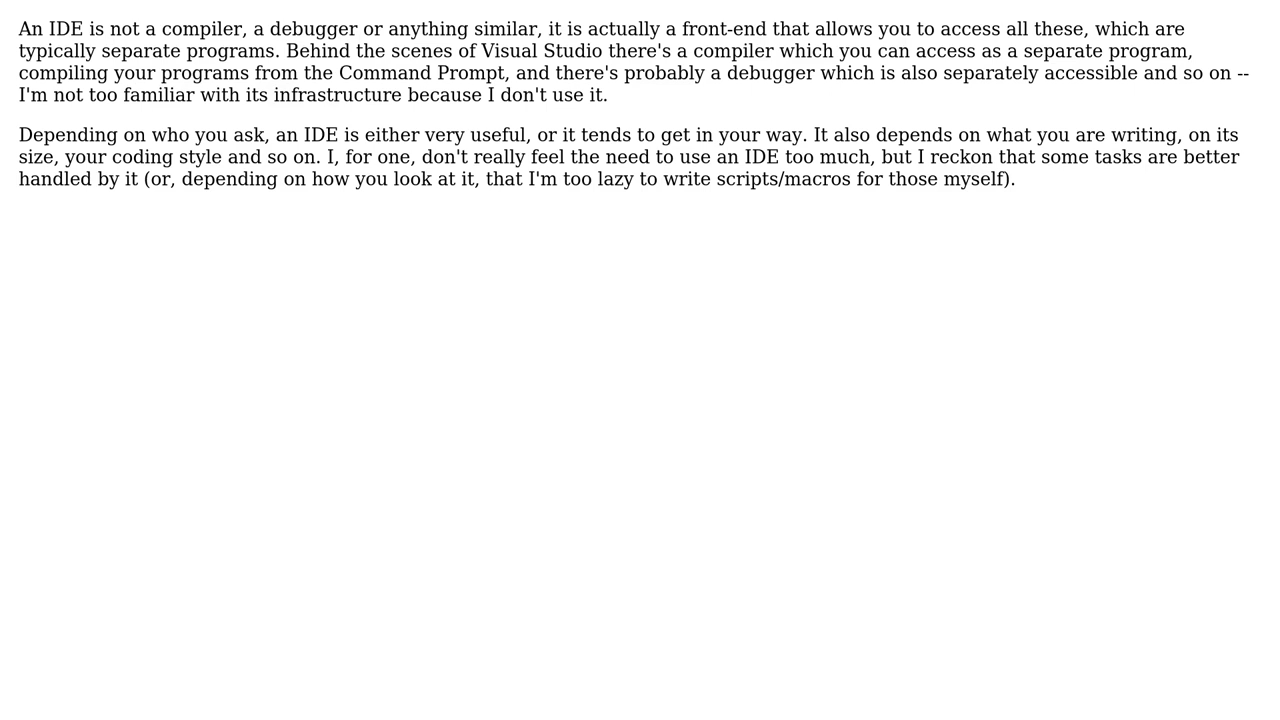 An IDE is not a compiler, a debugger or anything similar, it is actually a front-end that allows you to access all these, which are
typically separate programs. Behind the scenes of Visual Studio there's a compiler which you can access as a separate program,
compiling your programs from the Command Prompt, and there's probably a debugger which is also separately accessible and so on --
I'm not too familiar with its infrastructure because I don't use it.
Depending on who you ask, an IDE is either very useful, or it tends to get in your way. It also depends on what you are writing, on its
size, your coding style and so on. I, for one, don't really feel the need to use an IDE too much, but I reckon that some tasks are better
handled by it (or, depending on how you look at it, that I'm too lazy to write scripts/macros for those myself).